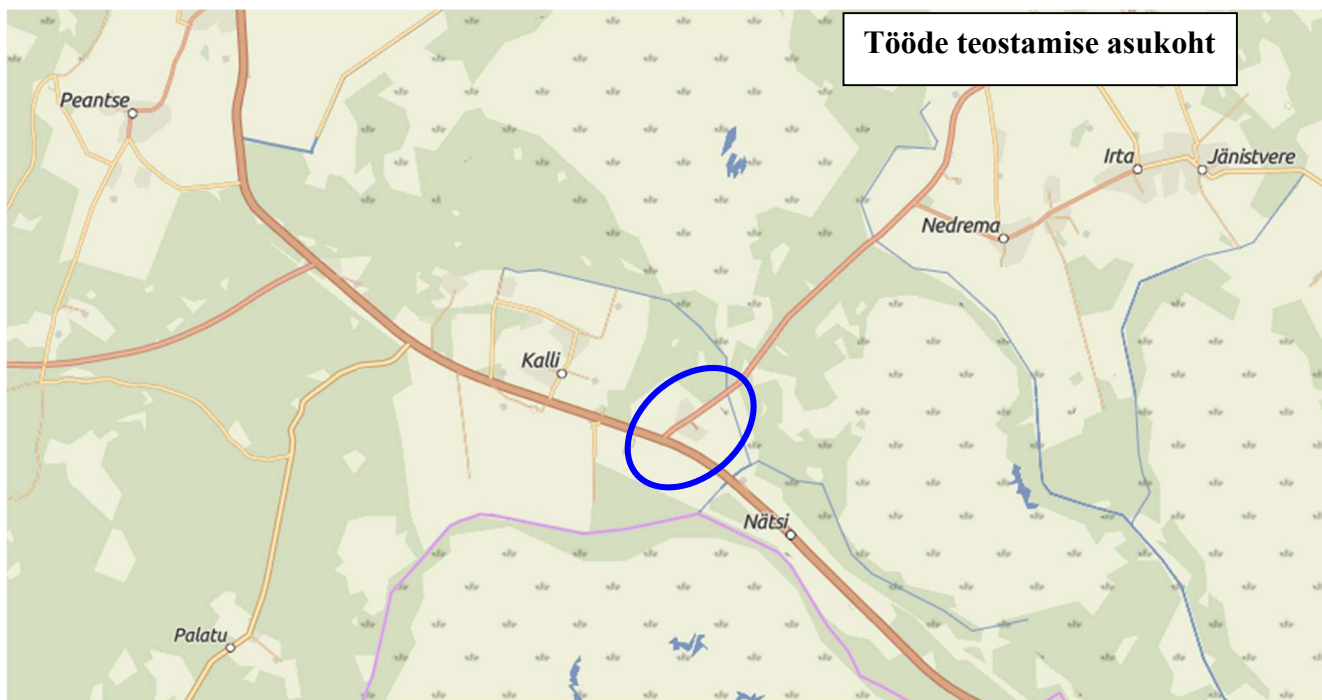 Tööde teostamise asukoht
Peantse
Irta
Jänistvere
Nedrema
Kalli
Nätsi
Palatu